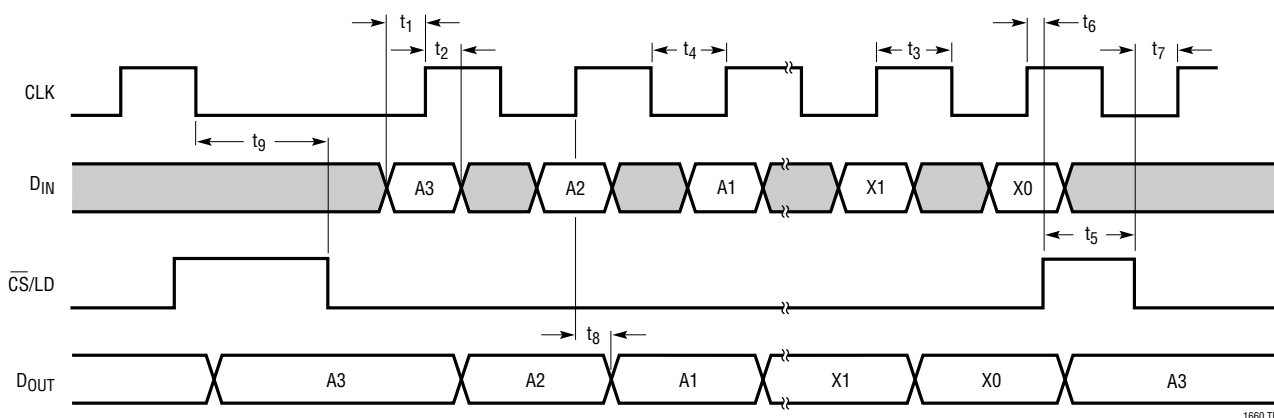 t1
t6
t2
t4
t3
t7
CLK
t9
DIN
A3
A2
A1
X1
X0
t5
CS/LD
t8
DOUT
A3
A2
A1
X1
X0
A3